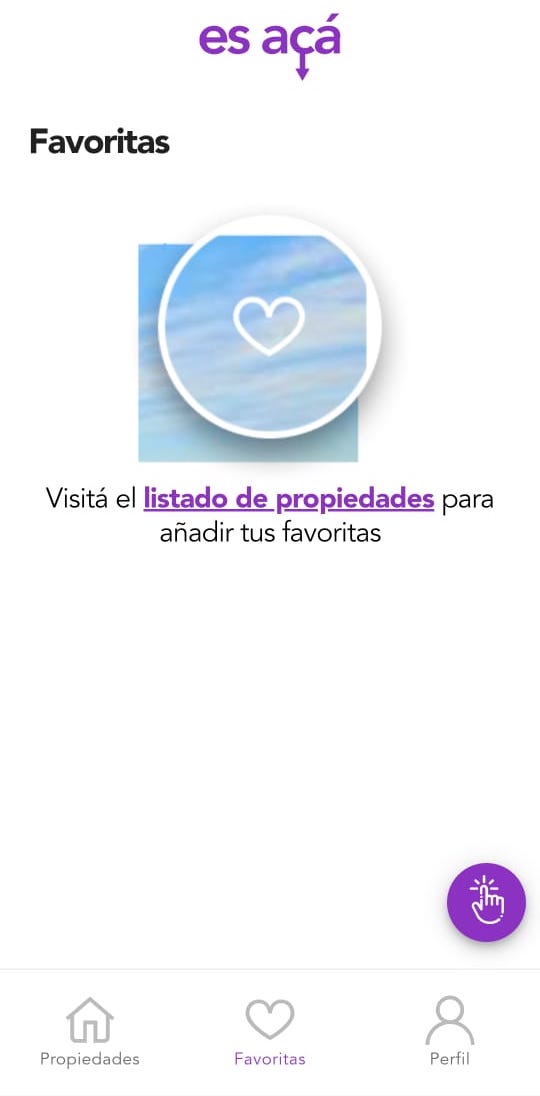 es açá
Favoritas
Visitá el listado de propiedades para
añadir tus favoritas
Propiedades
Favoritas
Perfil